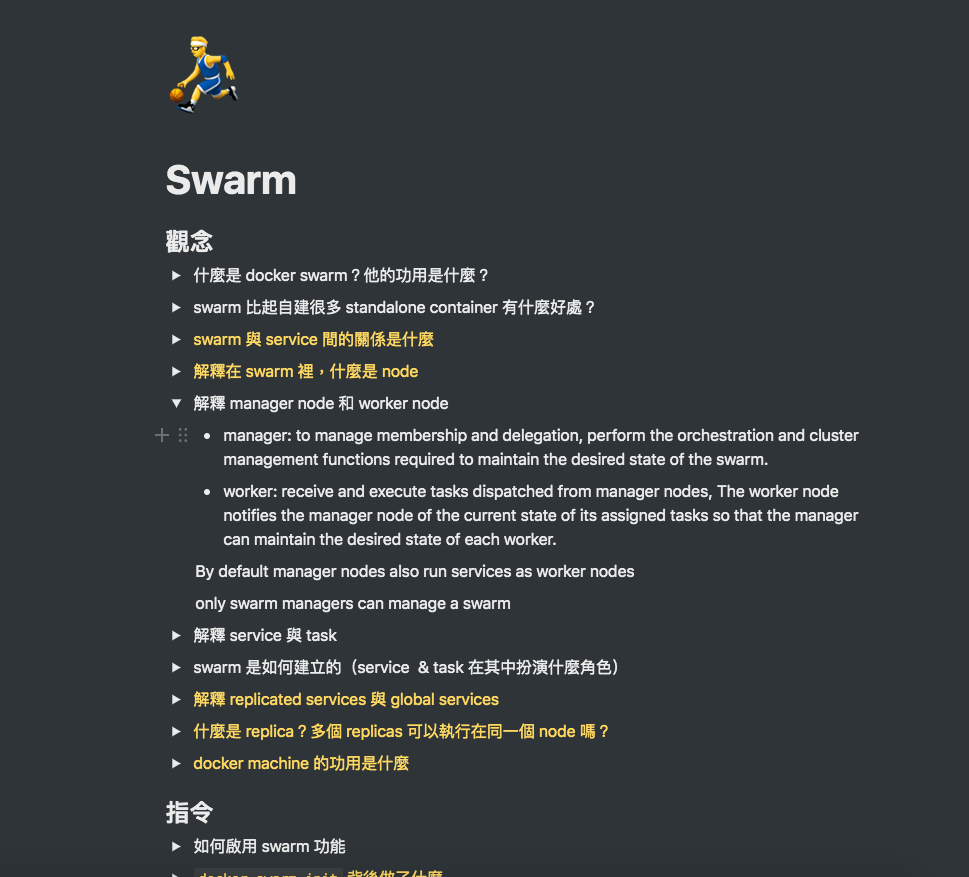 Swarm
觀念
什麼是 docker swarm？他的功用是什麼？
swarm 比起自建很多 standalone container 有什麼好處？
swarm 與 service 間的關係是什麼
解釋在 swarm 裡，什麼是 node
解釋 manager node 和 worker node
manager: to manage membership and delegation, perform the orchestration and cluster
management functions required to maintain the desired state of the swarm.
worker: receive and execute tasks dispatched from manager nodes, The worker node
notifies the manager node of the current state of its assigned tasks so that the manager
can maintain the desired state of each worker.
By default manager nodes also run services as worker nodes
only swarm managers can manage a swarm
解釋 service 與 task
swarm 是如何建立的（service & task 在其中扮演什麼角色）
解釋 replicated services 與 global services
什麼是 replica？多個 replicas 可以執行在同一個 node 嗎？
docker machine 的功用是什麼
指令
如何啟用 swarm 功能
docker swarm init 背後做了什麼